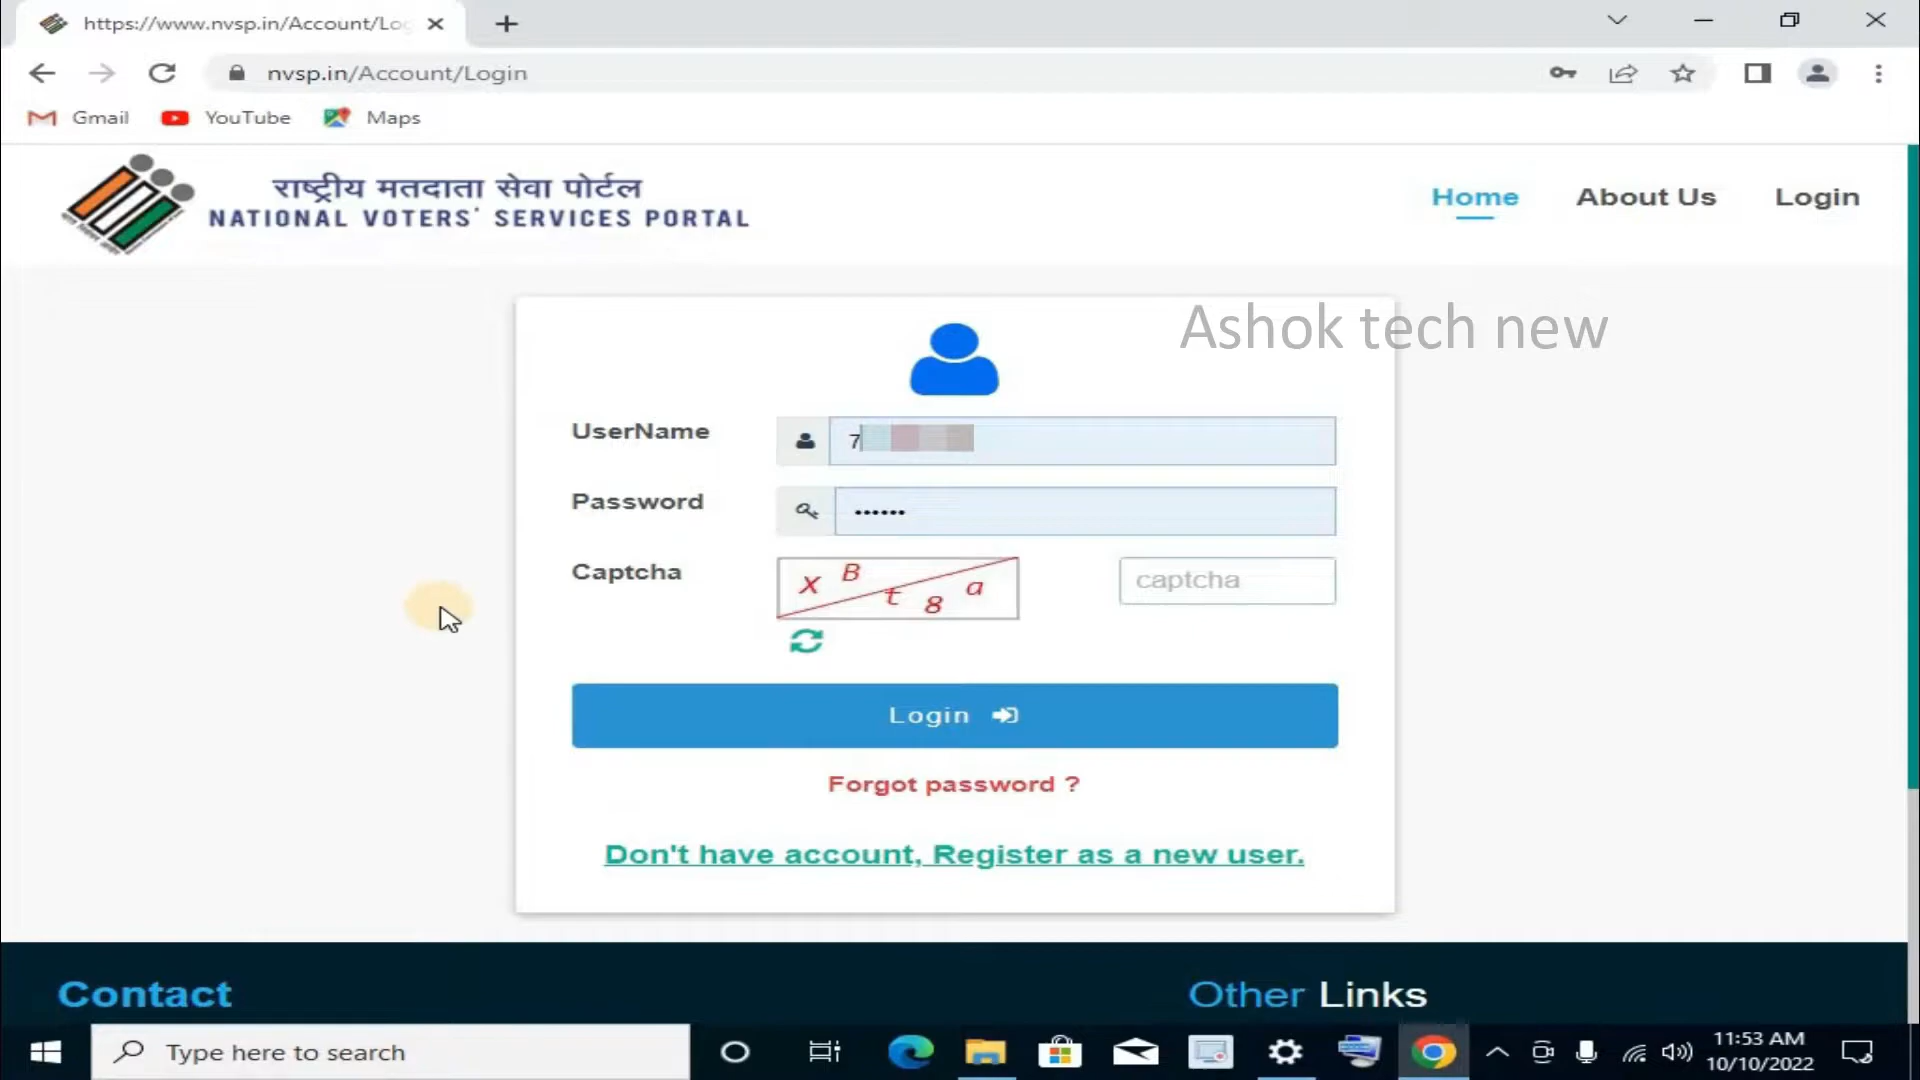 https://www.nvsp.in/Account/Lo
nvsp.in/Account/Login
Gmail
YouTube
Maps
राष्ट्रीय मतदाता सेवा पोर्टल
NATIONAL VOTERS' SERVICES PORTAL
Home
About Us
Login
Ashok tech new
UserName
7
Password
••••••
Captcha
X B t 8 a
captcha
Login
Forgot password ?
Don't have account, Register as a new user.
Contact
Other Links
Type here to search
11:53 AM
10/10/2022